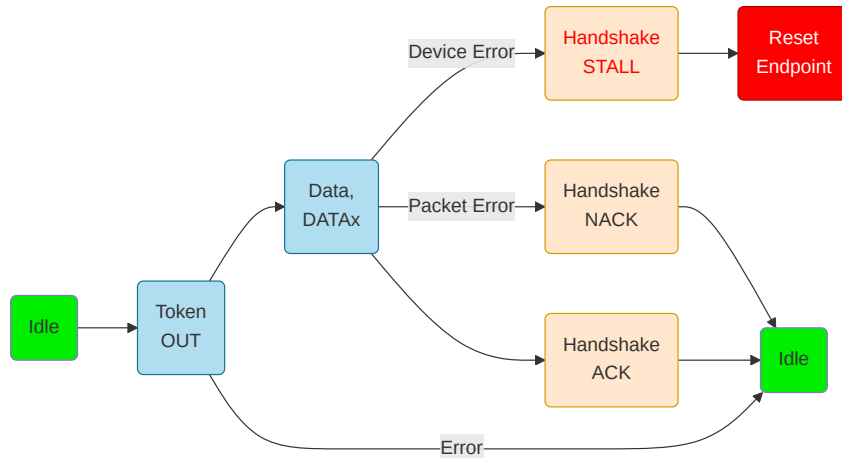 Device Error
Handshake
STALL
Reset
Endpoint
Data,
DATAx
Packet Error
Handshake
NACK
Idle
Token
OUT
Handshake
ACK
Idle
Error